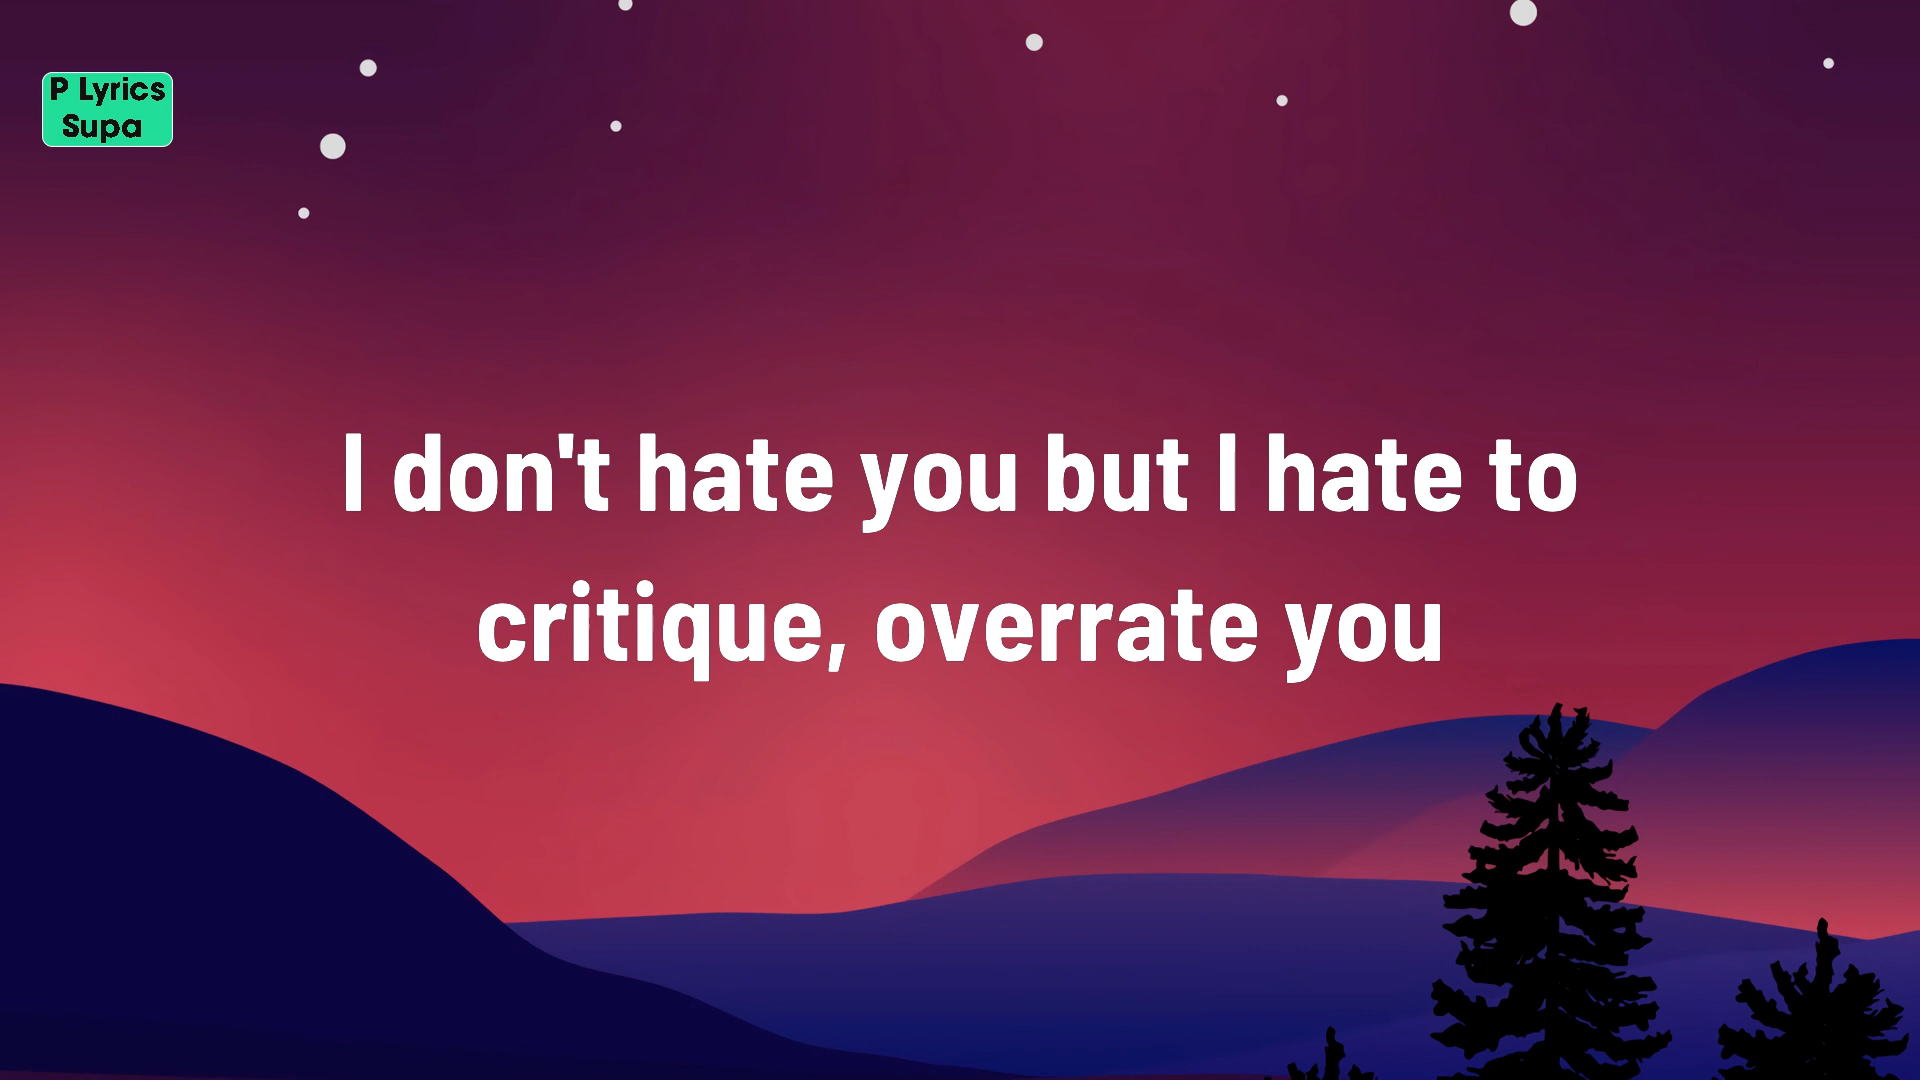 P Lyrics
Supa
I don't hate you but I hate to
critique, overrate you